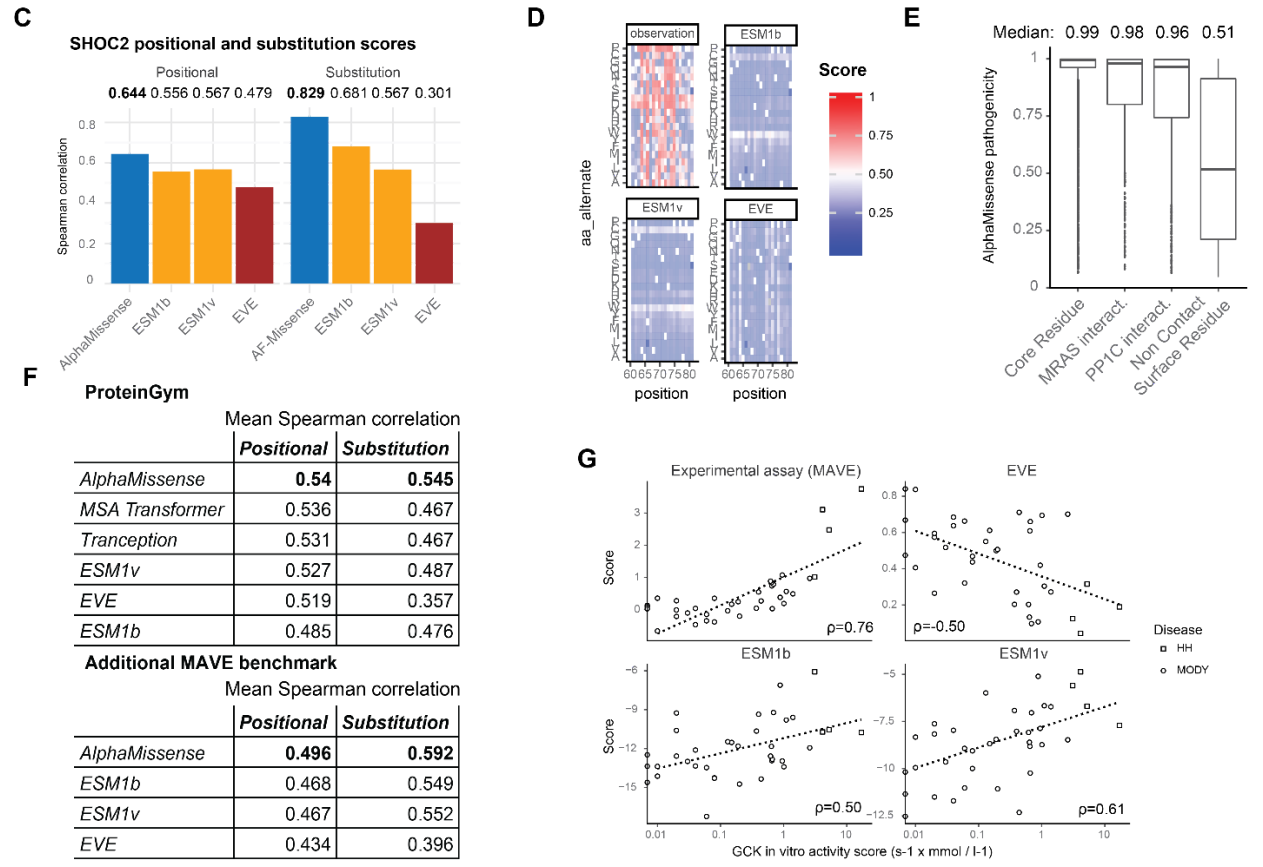 C
SHOC2 positional and substitution scores
Positional
Substitution
0.644 0.556 0.567 0.479
0.829 0.681 0.567 0.301
Spearman correlation
0.8
0.6
0.4
0.2
0
AlphaMissense
ESM1b
ESM1v
EVE
AF-Missense
ESM1b
ESM1v
EVE
D
observation
ESM1b
ESM1v
EVE
aa_alternate
6065707580
6065707580
position
position
Score
1
0.75
0.50
0.25
E
Median: 0.99 0.98 0.96 0.51
AlphaMissense pathogenicity
1
0.75
0.50
0.25
0
Core Residue
MRAS interact.
PP1C interact.
Non Contact
Surface Residue
F
ProteinGym
Mean Spearman correlation
Positional Substitution
AlphaMissense 0.54 0.545
MSA Transformer 0.536 0.467
Tranception 0.531 0.467
ESM1v 0.527 0.487
EVE 0.519 0.357
ESM1b 0.485 0.476
Additional MAVE benchmark
Mean Spearman correlation
Positional Substitution
AlphaMissense 0.496 0.592
ESM1b 0.468 0.549
ESM1v 0.467 0.552
EVE 0.434 0.396
G
Experimental assay (MAVE)
Score
3
2
1
0
ρ=0.76
EVE
0.8
0.6
0.4
0.2
ρ=-0.50
ESM1b
Score
−6
−9
−12
−15
ρ=0.50
0.01 0.1 1 10
ESM1v
−5
−7.5
−10
−12.5
ρ=0.61
0.01 0.1 1 10
GCK in vitro activity score (s-1 x mmol / l-1)
Disease
HH
MODY